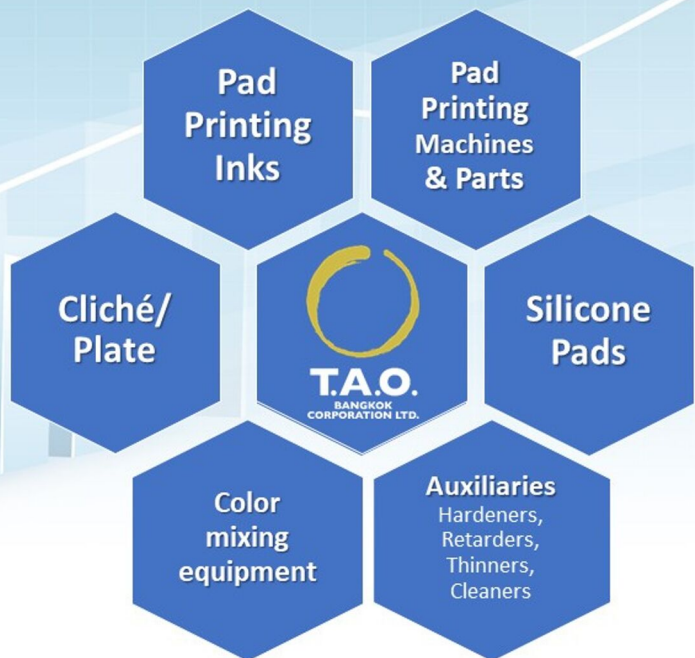 Pad
Printing
Inks
Pad
Printing
Machines
& Parts
Cliché/
Plate
T.A.O.
BANGKOK
CORPORATION LTD.
Silicone
Pads
Color
mixing
equipment
Auxiliaries
Hardeners,
Retarders,
Thinners,
Cleaners